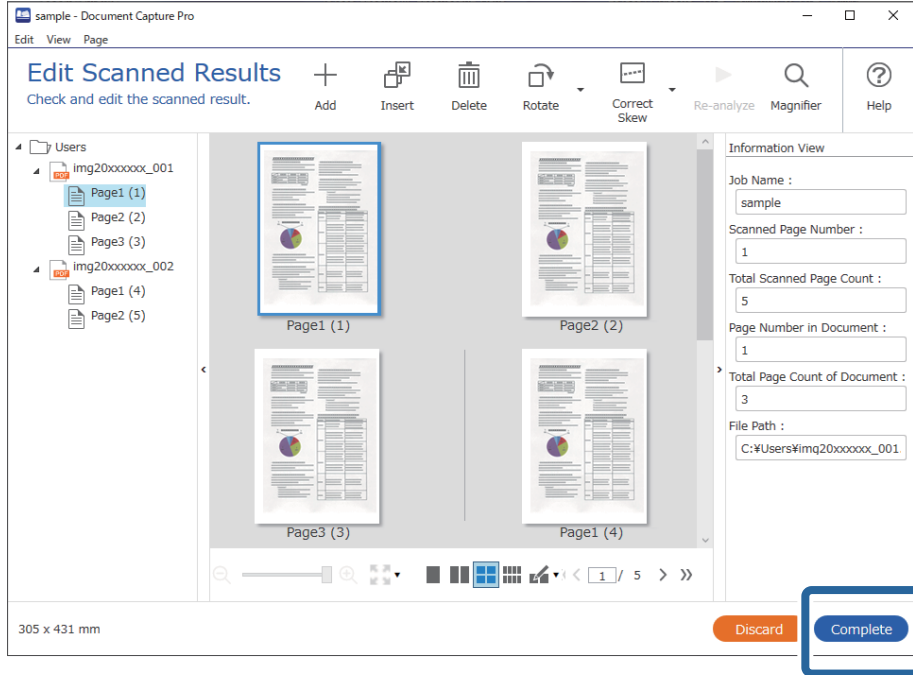 sample - Document Capture Pro
Edit View Page
Edit Scanned Results
Check and edit the scanned result.
Add
Insert
Delete
Rotate
Correct
Skew
Re-analyze
Magnifier
Help
Users
PDF
img20xxxxxx_001
Page1 (1)
Page2 (2)
Page3 (3)
PDF
img20xxxxxx_002
Page1 (4)
Page2 (5)
Page1 (1)
Page2 (2)
Page3 (3)
Page1 (4)
1 / 5
Information View
Job Name :
sample
Scanned Page Number :
1
Total Scanned Page Count :
5
Page Number in Document :
1
Total Page Count of Document :
3
File Path :
C:¥Users¥img20xxxxxx_001
305 x 431 mm
Discard
Complete